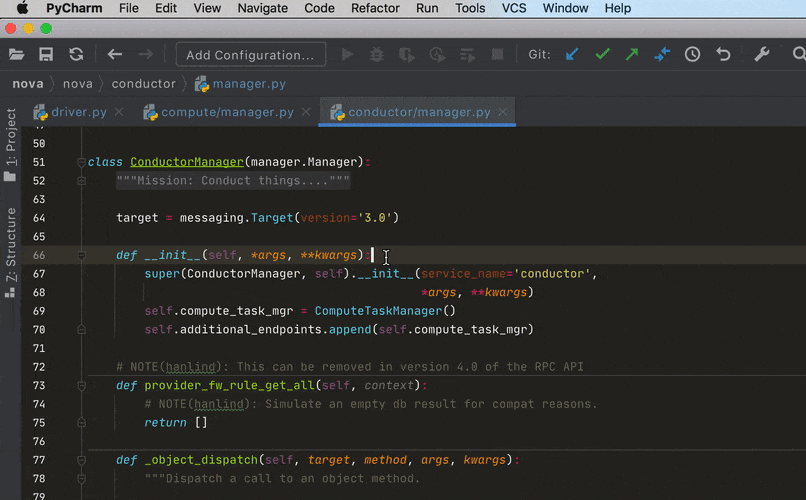 PyCharm File Edit View Navigate Code Refactor Run Tools VCS Window Help
Add Configuration... Git:
nova nova conductor manager.py
driver.py compute/manager.py conductor/manager.py
1: Project
Z: Structure
50
51 class ConductorManager(manager.Manager):
52 """Mission: Conduct things...."""
63
64 target = messaging.Target(version='3.0')
65
66 def __init__(self, *args, **kwargs):
67 super(ConductorManager, self).__init__(service_name='conductor',
68 *args, **kwargs)
69 self.compute_task_mgr = ComputeTaskManager()
70 self.additional_endpoints.append(self.compute_task_mgr)
71
72 # NOTE(hanlind): This can be removed in version 4.0 of the RPC API
73 def provider_fw_rule_get_all(self, context):
74 # NOTE(hanlind): Simulate an empty db result for compat reasons.
75 return []
76
77 def _object_dispatch(self, target, method, args, kwargs):
78 """Dispatch a call to an object method.
79